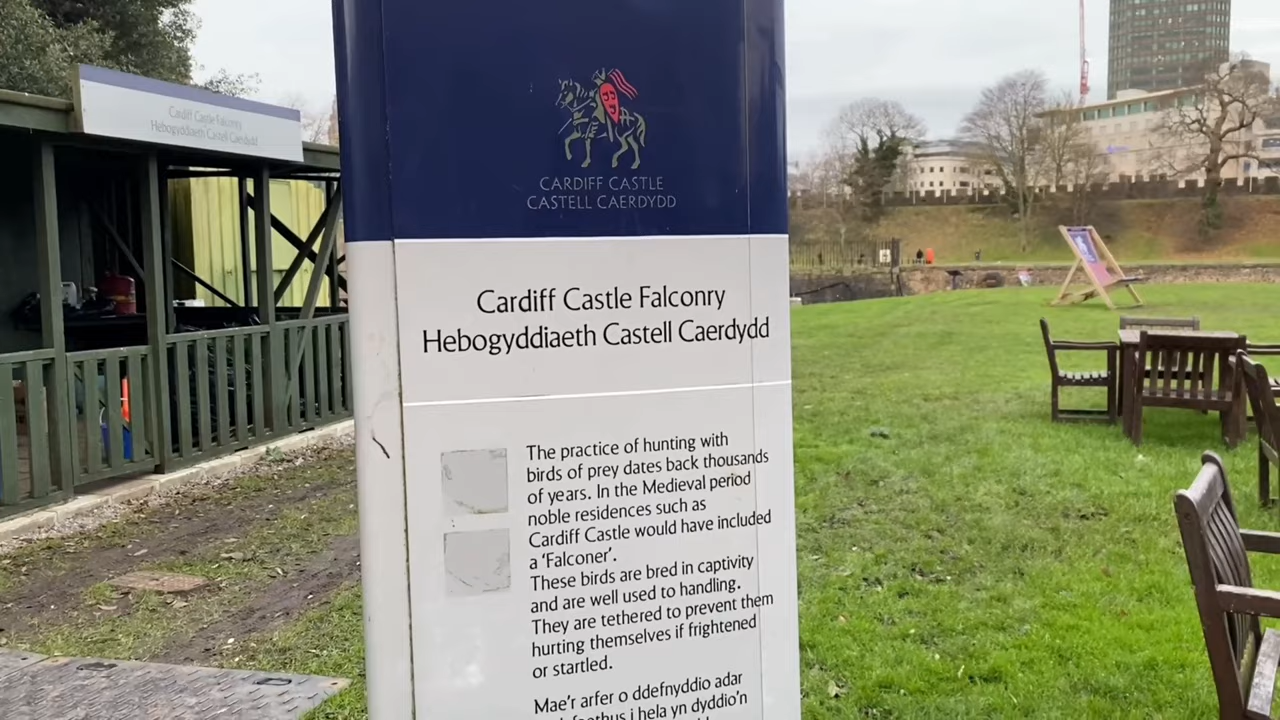 Cardiff Castle Falconry
Hebogyddiaeth Castell Caerdydd
CARDIFF CASTLE
CASTELL CAERDYDD
Cardiff Castle Falconry
Hebogyddiaeth Castell Caerdydd
The practice of hunting with
birds of prey dates back thousands
of years. In the Medieval period
noble residences such as
Cardiff Castle would have included
a ‘Falconer’.
These birds are bred in captivity
and are well used to handling.
They are tethered to prevent them
hurting themselves if frightened
or startled.
Mae'r arfer o ddefnyddio adar
i hela yn dyddio'n